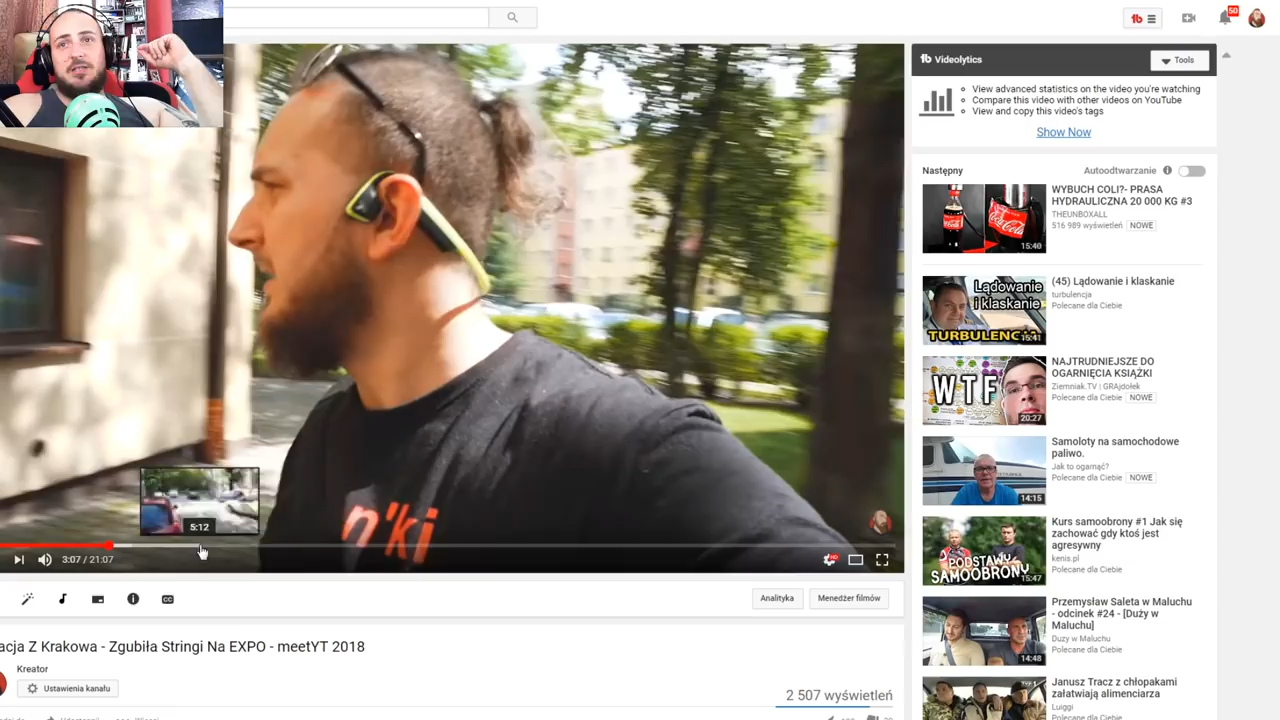 50
Videolytics
Tools
View advanced statistics on the video you're watching
Compare this video with other videos on YouTube
View and copy this video's tags
Show Now
Następny
Autoodtwarzanie
WYBUCH COLI?- PRASA
HYDRAULICZNA 20 000 KG #3
THEUNBOXALL
516 989 wyświetleń NOWE
Coca-Cola
15:40
Lądowanie
i klaskanie
TURBULENCJA
15:41
(45) Lądowanie i klaskanie
turbulencja
Polecane dla Ciebie
WTF
20:27
NAJTRUDNIEJSZE DO
OGARNIĘCIA KSIĄŻKI
Ziemniak.TV | GRAjdołek
Polecane dla Ciebie NOWE
14:15
Samoloty na samochodowe
paliwo.
Jak to ogarnąć?
Polecane dla Ciebie NOWE
PODSTAWY
SAMOOBRONY
15:47
Kurs samoobrony #1 Jak się
zachować gdy ktoś jest
agresywny
kenis.pl
Polecane dla Ciebie
14:48
Przemysław Saleta w Maluchu
- odcinek #24 - [Duży w
Maluchu]
Duzy w Maluchu
Polecane dla Ciebie
Janusz Tracz z chłopakami
załatwiają alimenciarza
Luiggi
Polecane dla Ciebie
n'ki
5:12
3:07 / 21:07
HD
Analityka
Menedżer filmów
acja Z Krakowa - Zgubiła Stringi Na EXPO - meetYT 2018
Kreator
Ustawienia kanału
2 507 wyświetleń